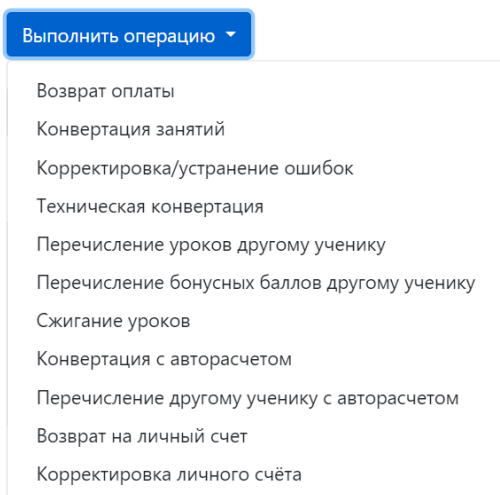 Выполнить операцию
Возврат оплаты
Конвертация занятий
Корректировка/устранение ошибок
Техническая конвертация
Перечисление уроков другому ученику
Перечисление бонусных баллов другому ученику
Сжигание уроков
Конвертация с авторасчетом
Перечисление другому ученику с авторасчетом
Возврат на личный счет
Корректировка личного счёта